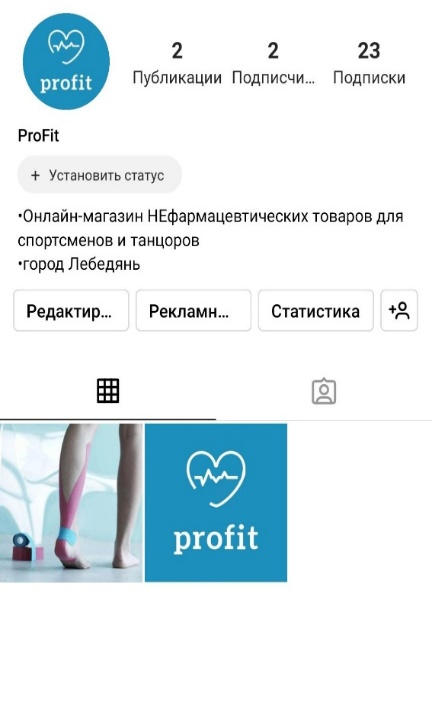 profit
2 2 23
Публикации Подписчи... Подписки
ProFit
+ Установить статус
•Онлайн-магазин НЕфармацевтических товаров для
спортсменов и танцоров
•город Лебедянь
Редактир... Рекламн... Статистика
profit